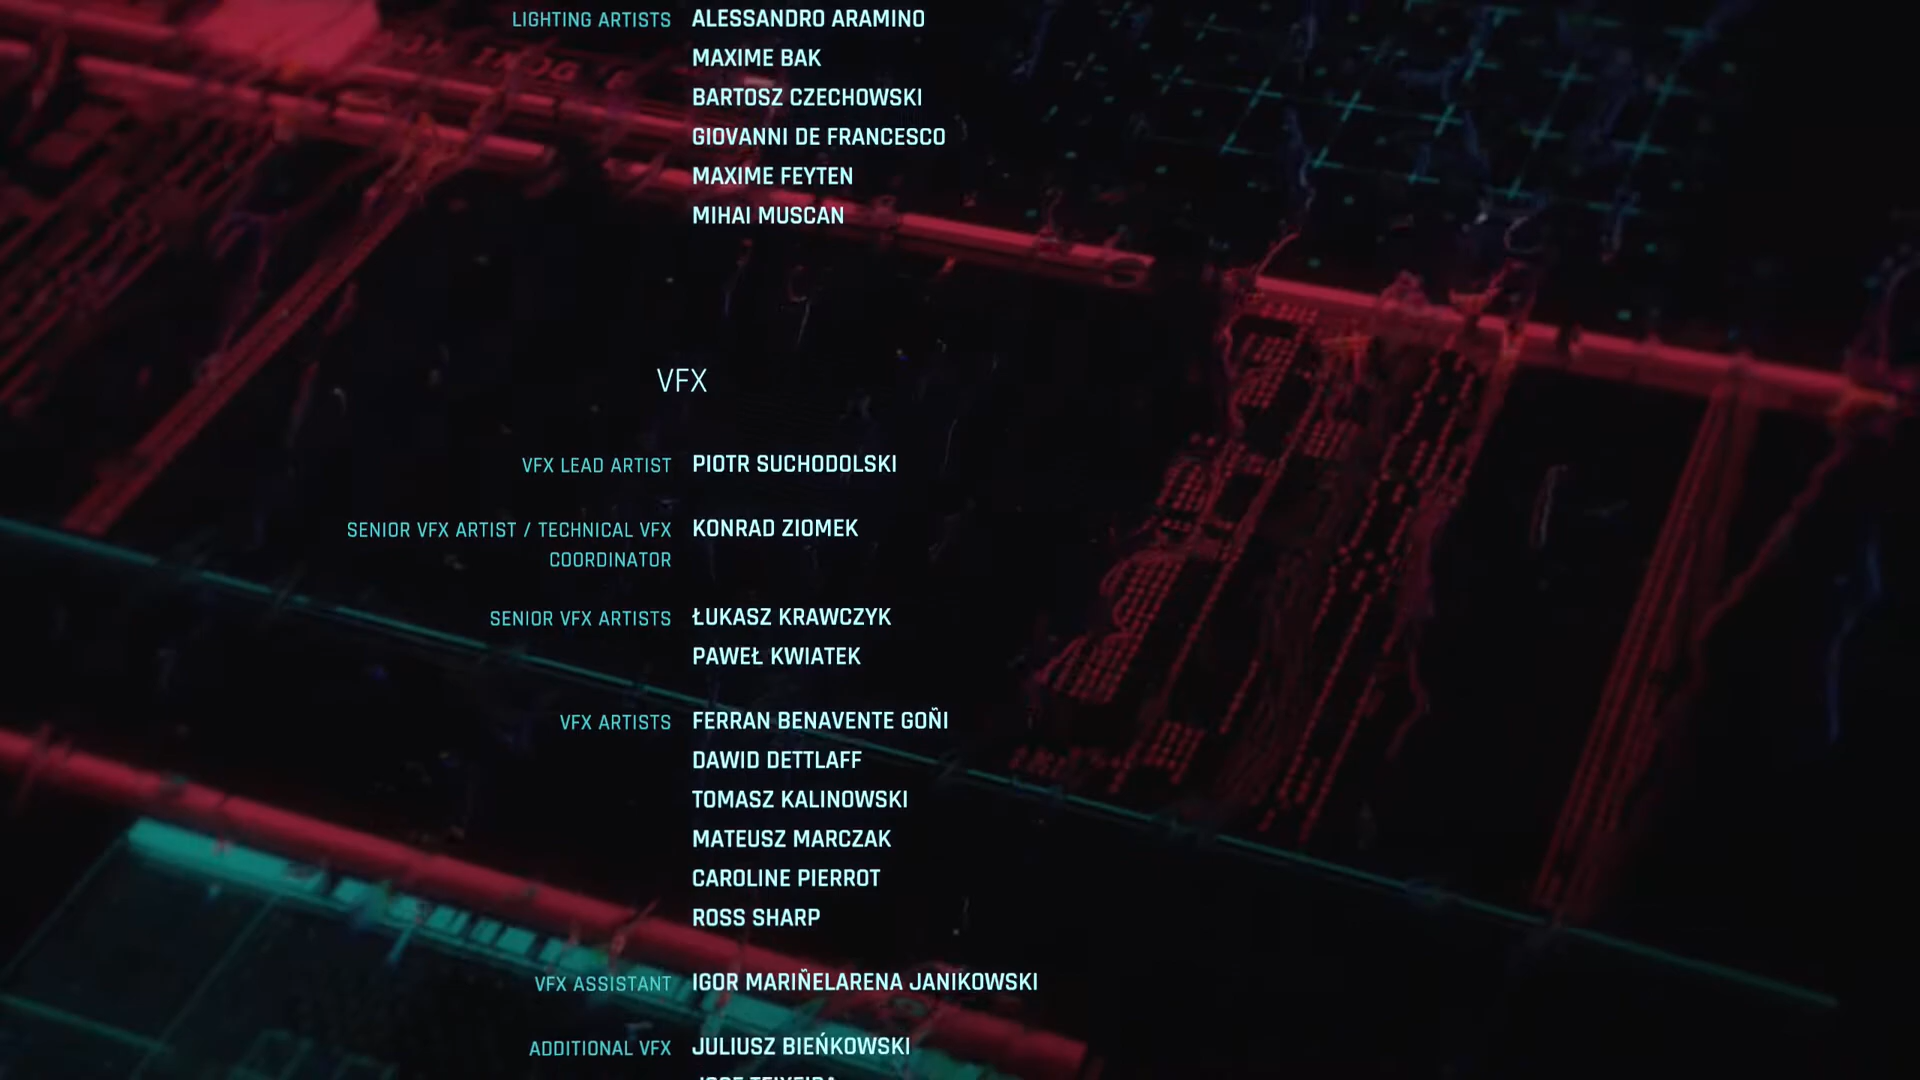 LIGHTING ARTISTS ALESSANDRO ARAMINO
MAXIME BAK
BARTOSZ CZECHOWSKI
GIOVANNI DE FRANCESCO
MAXIME FEYTEN
MIHAI MUSCAN
VFX
VFX LEAD ARTIST PIOTR SUCHODOLSKI
SENIOR VFX ARTIST / TECHNICAL VFX KONRAD ZIOMEK
COORDINATOR
SENIOR VFX ARTISTS ŁUKASZ KRAWCZYK
PAWEŁ KWIATEK
VFX ARTISTS FERRAN BENAVENTE GOÑI
DAWID DETTLAFF
TOMASZ KALINOWSKI
MATEUSZ MARCZAK
CAROLINE PIERROT
ROSS SHARP
VFX ASSISTANT IGOR MARIÑELARENA JANIKOWSKI
ADDITIONAL VFX JULIUSZ BIEŃKOWSKI